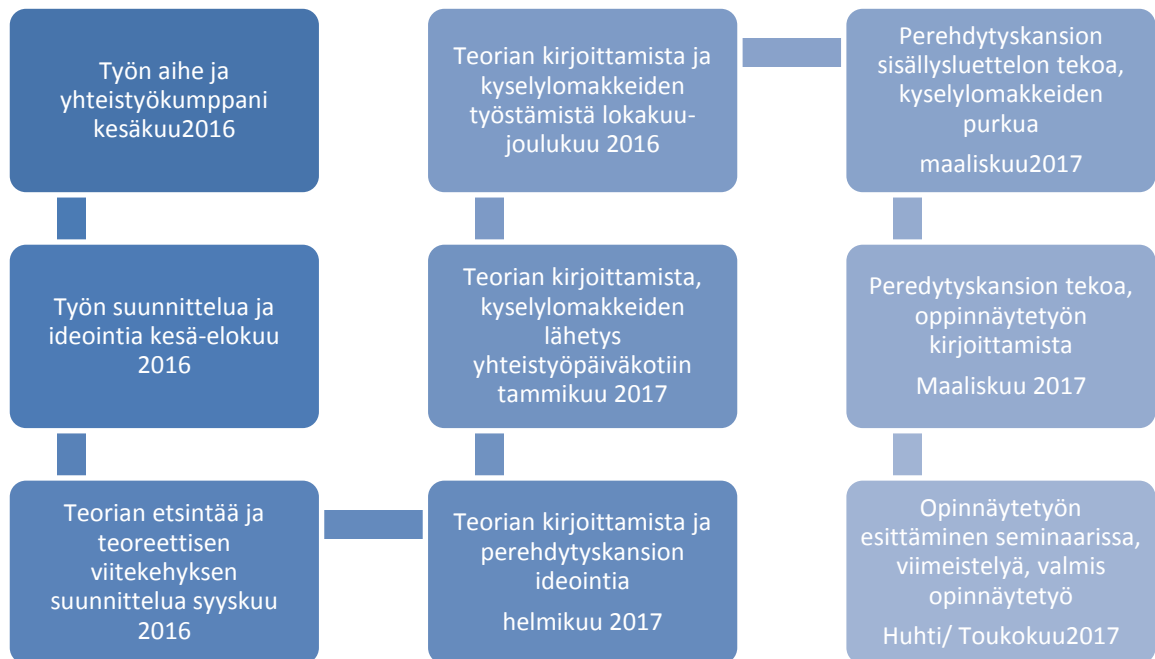 Työn aihe ja
yhteistyökumppani
kesäkuu2016
Työn suunnittelua ja
ideointia kesä-elokuu
2016
Teorian etsintää ja
teoreettisen
viitekehyksen
suunnittelua syyskuu
2016
Teorian kirjoittamista ja
perehdytyskansion
ideointia
helmikuu 2017
Teorian kirjoittamista,
kyselylomakkeiden
lähetys
yhteistyöpäiväkotiin
tammikuu 2017
Teorian kirjoittamista ja
kyselylomakkeiden
työstämistä lokakuu-
joulukuu 2016
Perehdytyskansion
sisällysluettelon tekoa,
kyselylomakkeiden
purkua
maaliskuu2017
Peredytyskansion tekoa,
oppinnäytetyön
kirjoittamista
Maaliskuu 2017
Opinnäytetyön
esittäminen seminaarissa,
viimeistelyä, valmis
opinnäytetyö
Huhti/ Toukokuu2017